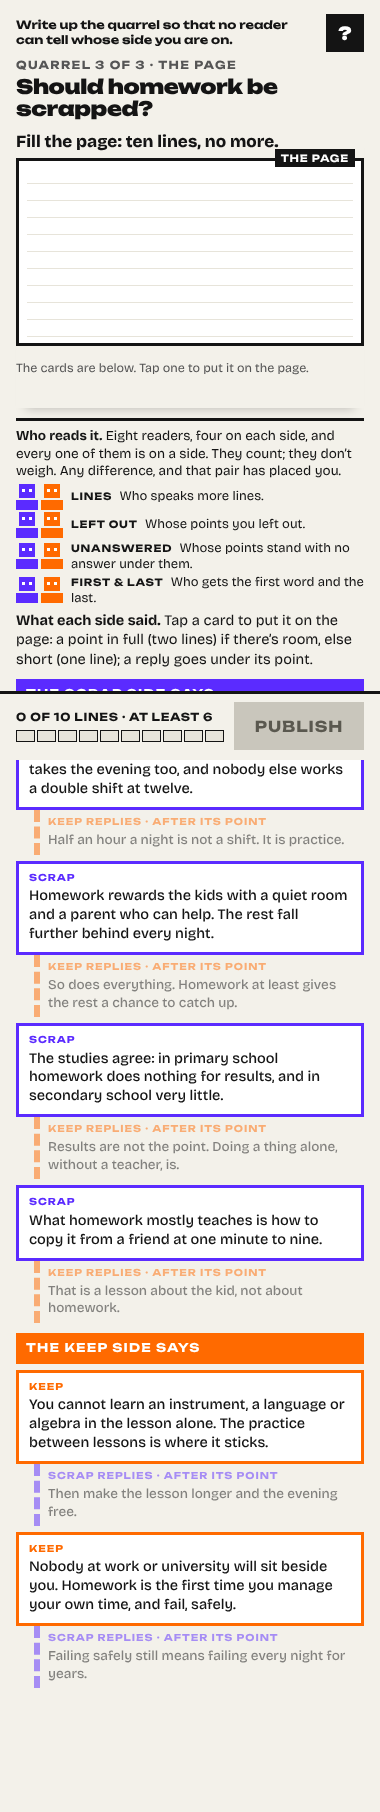 Write up the quarrel so that no reader
can tell whose side you are on.
?
QUARREL 3 OF 3 · THE PAGE
Should homework be
scrapped?
Fill the page: ten lines, no more.
THE PAGE
The cards are below. Tap one to put it on the page.
Who reads it. Eight readers, four on each side, and
every one of them is on a side. They count; they don't
weigh. Any difference, and that pair has placed you.
LINES Who speaks more lines.
LEFT OUT Whose points you left out.
UNANSWERED Whose points stand with no
answer under them.
FIRST & LAST Who gets the first word and the
last.
What each side said. Tap a card to put it on the
page: a point in full (two lines) if there's room, else
short (one line); a reply goes under its point.
THE SCRAP SIDE SAYS
0 OF 10 LINES · AT LEAST 6
PUBLISH
takes the evening too, and nobody else works
a double shift at twelve.
KEEP REPLIES · AFTER ITS POINT
Half an hour a night is not a shift. It is practice.
SCRAP
Homework rewards the kids with a quiet room
and a parent who can help. The rest fall
further behind every night.
KEEP REPLIES · AFTER ITS POINT
So does everything. Homework at least gives
the rest a chance to catch up.
SCRAP
The studies agree: in primary school
homework does nothing for results, and in
secondary school very little.
KEEP REPLIES · AFTER ITS POINT
Results are not the point. Doing a thing alone,
without a teacher, is.
SCRAP
What homework mostly teaches is how to
copy it from a friend at one minute to nine.
KEEP REPLIES · AFTER ITS POINT
That is a lesson about the kid, not about
homework.
THE KEEP SIDE SAYS
KEEP
You cannot learn an instrument, a language or
algebra in the lesson alone. The practice
between lessons is where it sticks.
SCRAP REPLIES · AFTER ITS POINT
Then make the lesson longer and the evening
free.
KEEP
Nobody at work or university will sit beside
you. Homework is the first time you manage
your own time, and fail, safely.
SCRAP REPLIES · AFTER ITS POINT
Failing safely still means failing every night for
years.